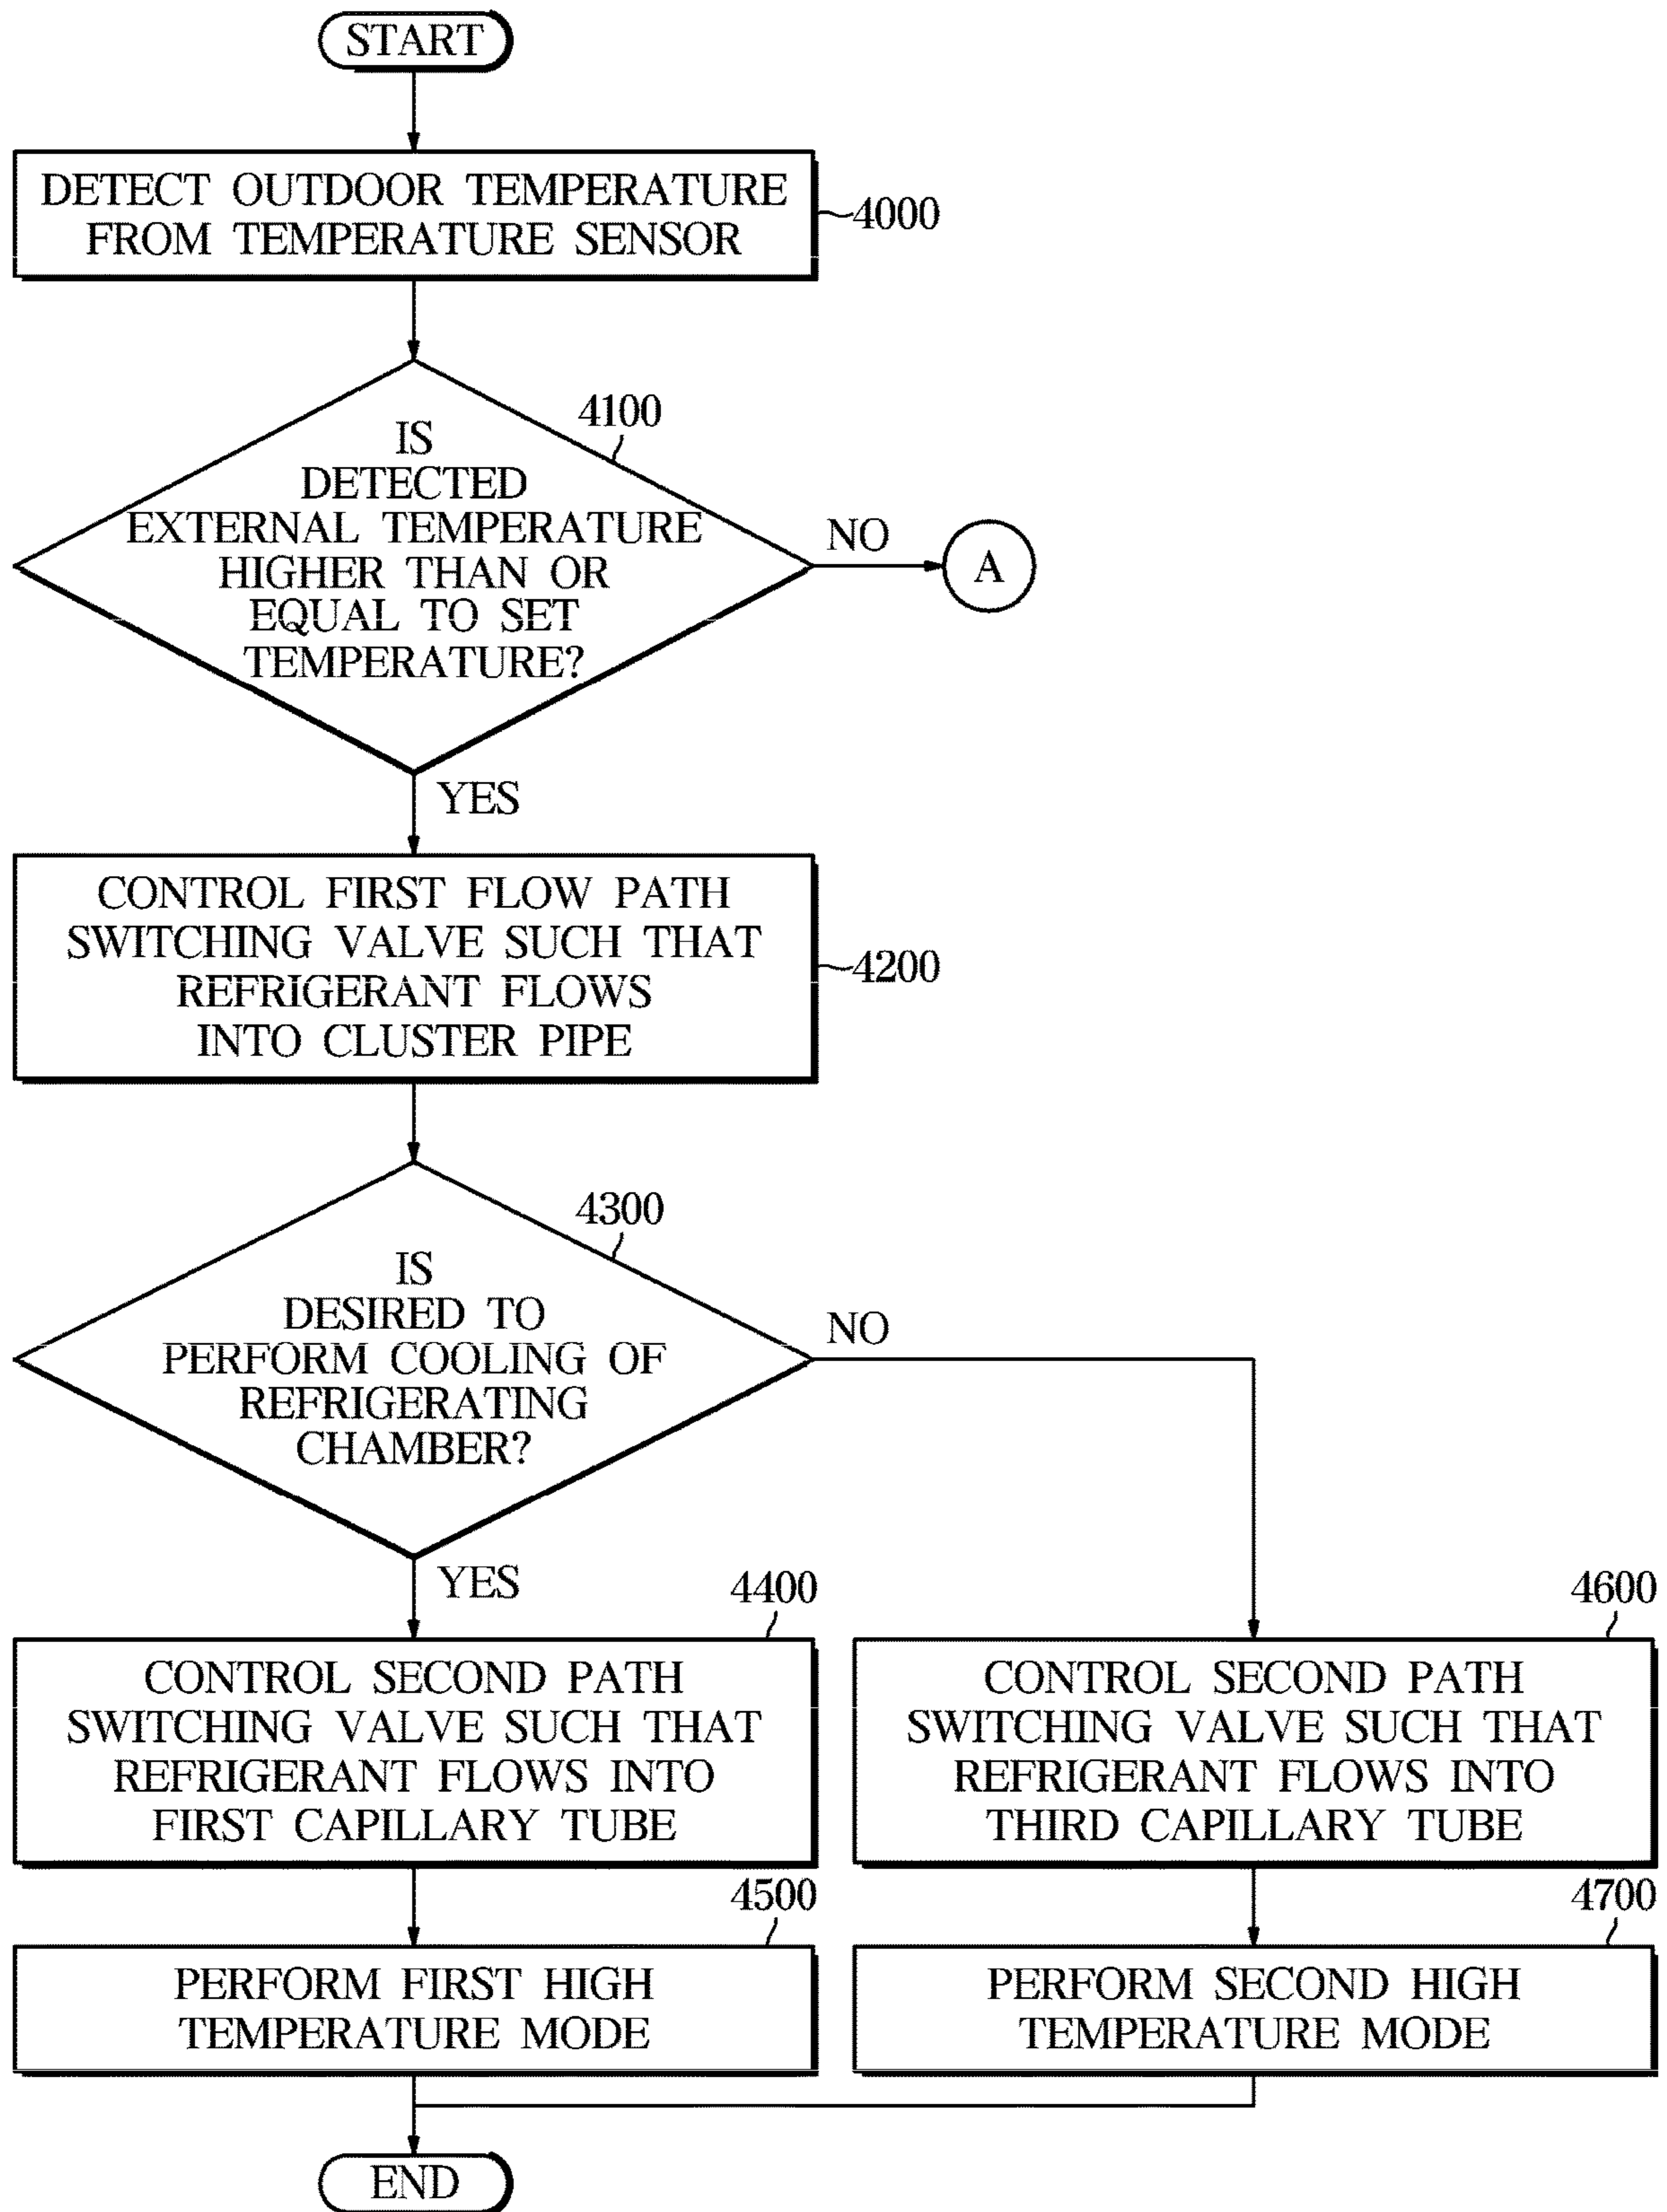 START
DETECT OUTDOOR TEMPERATURE
FROM TEMPERATURE SENSOR
4000
4100
IS
DETECTED
EXTERNAL TEMPERATURE
HIGHER THAN OR
EQUAL TO SET
TEMPERATURE?
NO
A
YES
CONTROL FIRST FLOW PATH
SWITCHING VALVE SUCH THAT
REFRIGERANT FLOWS
INTO CLUSTER PIPE
4200
4300
IS
DESIRED TO
PERFORM COOLING OF
REFRIGERATING
CHAMBER?
NO
YES
4400
CONTROL SECOND PATH
SWITCHING VALVE SUCH THAT
REFRIGERANT FLOWS INTO
FIRST CAPILLARY TUBE
4600
CONTROL SECOND PATH
SWITCHING VALVE SUCH THAT
REFRIGERANT FLOWS INTO
THIRD CAPILLARY TUBE
4500
PERFORM FIRST HIGH
TEMPERATURE MODE
4700
PERFORM SECOND HIGH
TEMPERATURE MODE
END